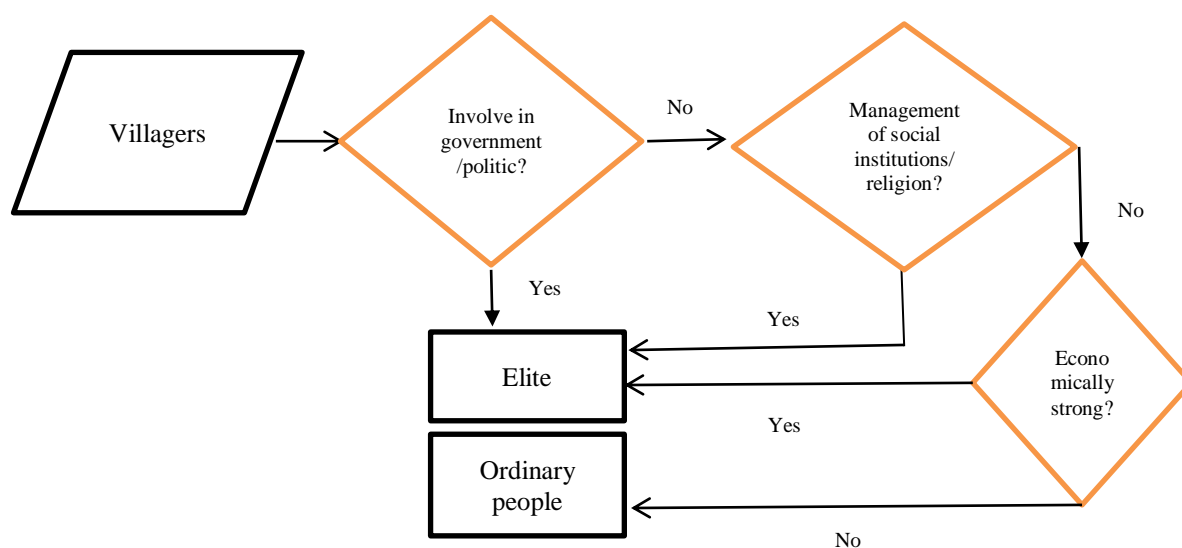 Villagers
Involve in
government
/politic?
No
Management
of social
institutions/
religion?
No
Yes
Yes
Elite
Econo
mically
strong?
Yes
Ordinary
people
No